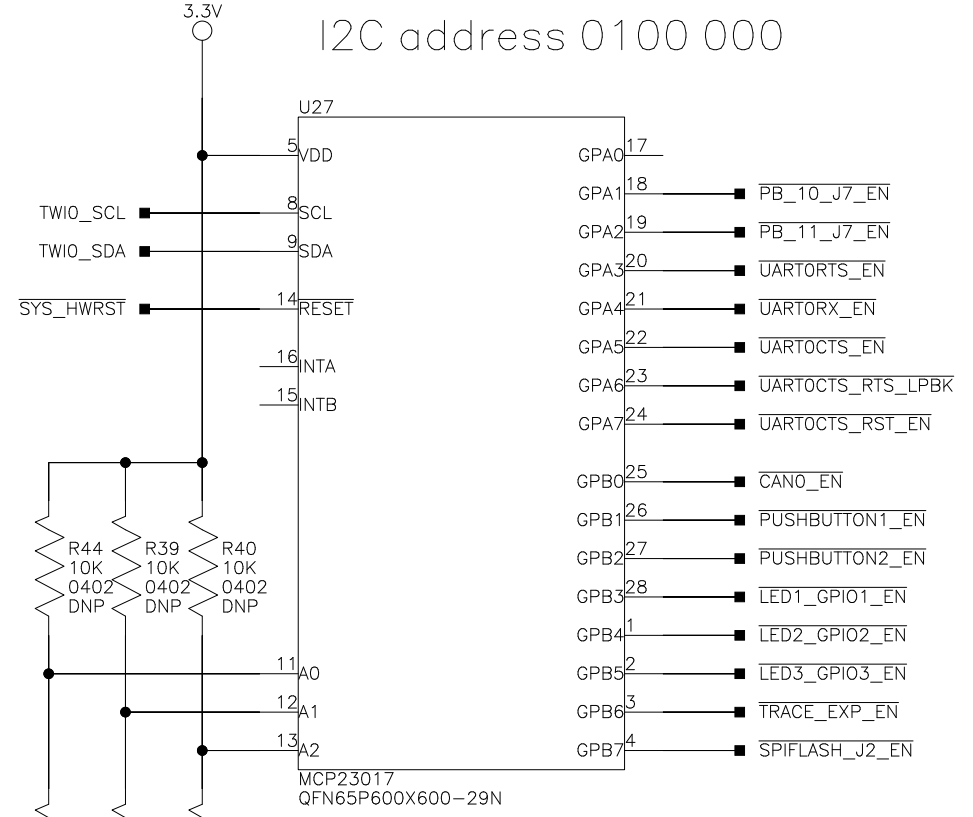 3.3V
I2C address 0100 000
U27
5 VDD
GPA0 17
GPA1 18 PB_10_J7_EN
TWI0_SCL 8 SCL
GPA2 19 PB_11_J7_EN
TWI0_SDA 9 SDA
GPA3 20 UART0RTS_EN
SYS_HWRST 14 RESET
GPA4 21 UART0RX_EN
GPA5 22 UART0CTS_EN
16 INTA
GPA6 23 UART0CTS_RTS_LPBK
15 INTB
GPA7 24 UART0CTS_RST_EN
GPB0 25 CAN0_EN
GPB1 26 PUSHBUTTON1_EN
GPB2 27 PUSHBUTTON2_EN
GPB3 28 LED1_GPIO1_EN
GPB4 1 LED2_GPIO2_EN
GPB5 2 LED3_GPIO3_EN
GPB6 3 TRACE_EXP_EN
GPB7 4 SPIFLASH_J2_EN
R44
10K
0402
DNP
R39
10K
0402
DNP
R40
10K
0402
DNP
11 A0
12 A1
13 A2
MCP23017
QFN65P600X600-29N